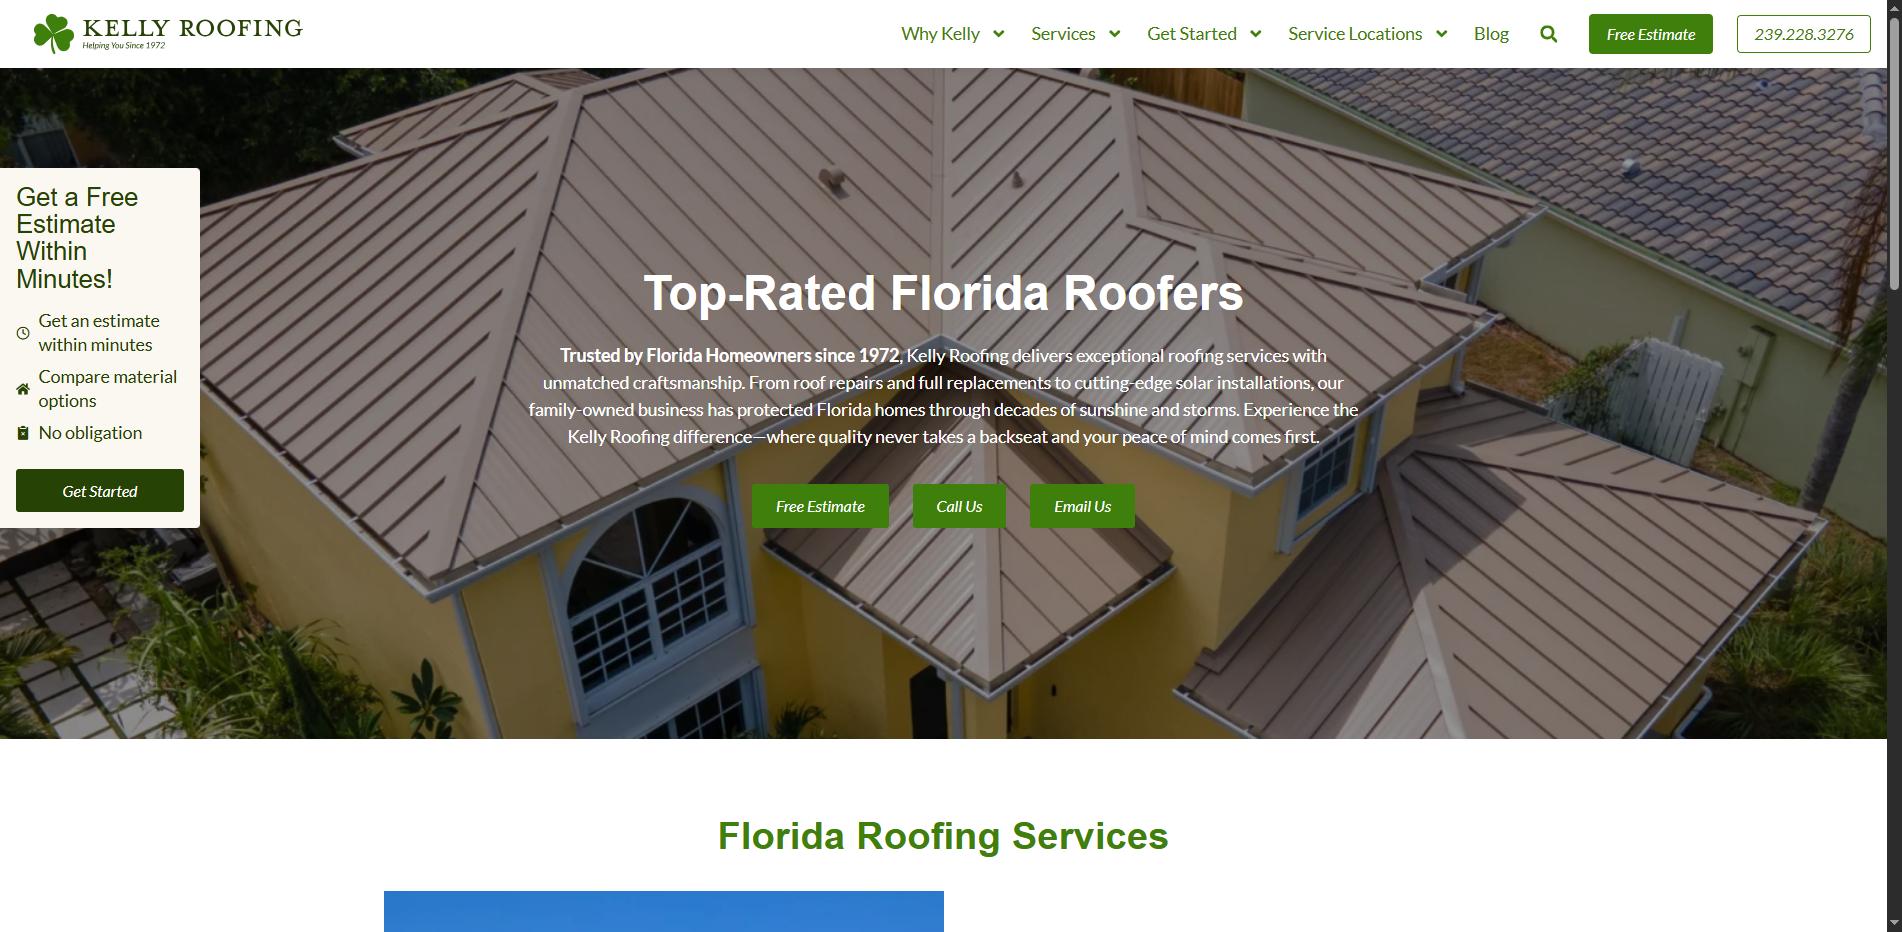 KELLY ROOFING
Helping You Since 1972
Why Kelly
Services
Get Started
Service Locations
Blog
Free Estimate
239.228.3276
Get a Free
Estimate
Within
Minutes!
Get an estimate
within minutes
Compare material
options
No obligation
Get Started
Top-Rated Florida Roofers
Trusted by Florida Homeowners since 1972, Kelly Roofing delivers exceptional roofing services with
unmatched craftsmanship. From roof repairs and full replacements to cutting-edge solar installations, our
family-owned business has protected Florida homes through decades of sunshine and storms. Experience the
Kelly Roofing difference—where quality never takes a backseat and your peace of mind comes first.
Free Estimate
Call Us
Email Us
Florida Roofing Services